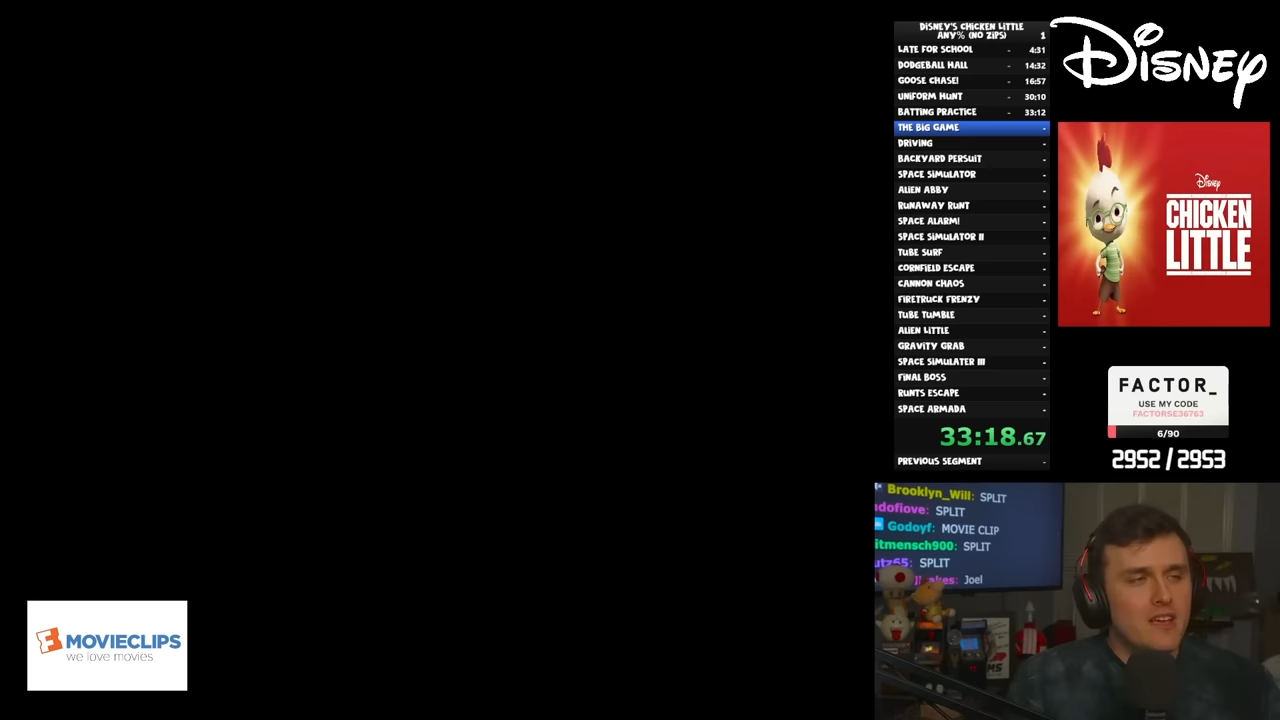 DISNEY'S CHICKEN LITTLE
ANY% (NO ZIPS) 1
LATE FOR SCHOOL - 4:31
DODGEBALL HALL - 14:32
GOOSE CHASE! - 16:57
UNIFORM HUNT - 30:10
BATTING PRACTICE - 33:12
THE BIG GAME -
DRIVING -
BACKYARD PERSUIT -
SPACE SIMULATOR -
ALIEN ABBY -
RUNAWAY RUNT -
SPACE ALARM! -
SPACE SIMULATOR II -
TUBE SURF -
CORNFIELD ESCAPE -
CANNON CHAOS -
FIRETRUCK FRENZY -
TUBE TUMBLE -
ALIEN LITTLE -
GRAVITY GRAB -
SPACE SIMULATER III -
FINAL BOSS -
RUNTS ESCAPE -
SPACE ARMADA -
33:18.67
PREVIOUS SEGMENT -
Disney
Disney
CHICKEN
LITTLE
FACTOR_
USE MY CODE
FACTORSE36763
6/90
2952 / 2953
Brooklyn_Will: SPLIT
dofiove: SPLIT
Godoyf: MOVIE CLIP
itmensch900: SPLIT
utz65: SPLIT
akes: Joel
MOVIECLIPS
we love movies